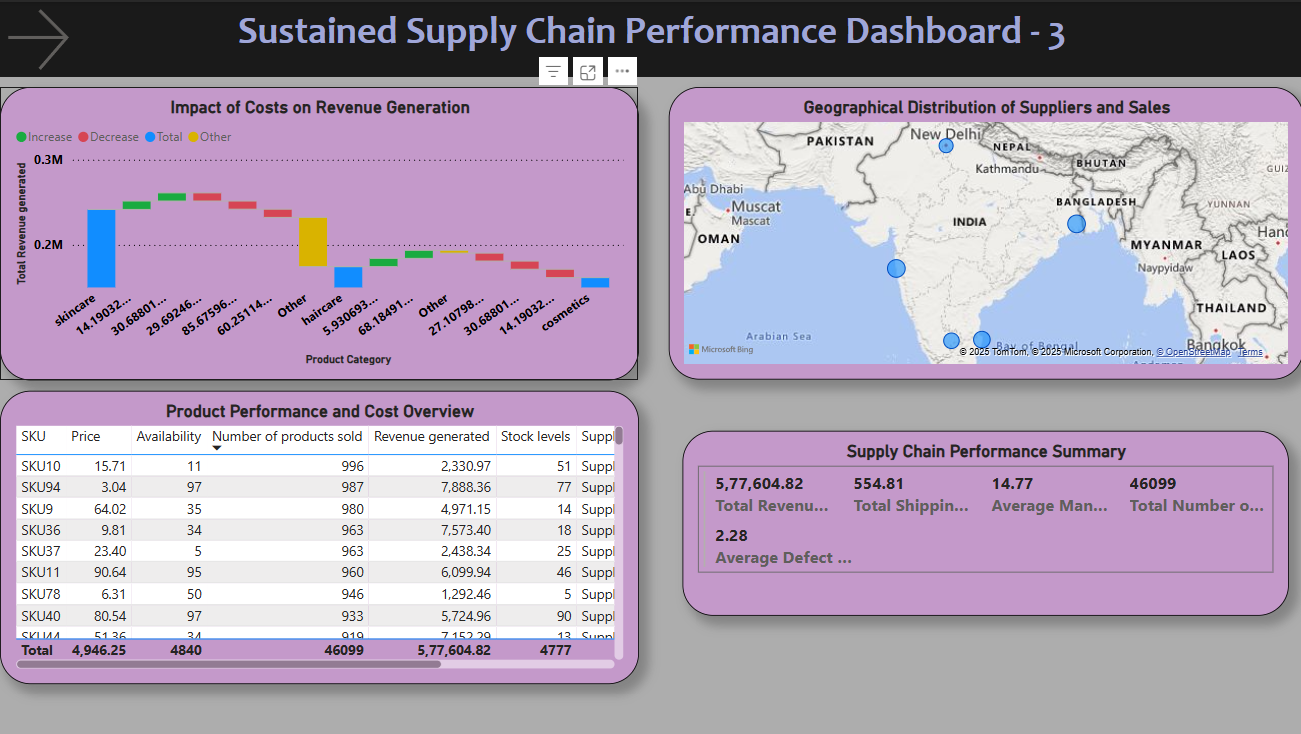 Sustained Supply Chain Performance Dashboard - 3
Impact of Costs on Revenue Generation
Increase Decrease Total Other
Total Revenue generated
0.3M
0.2M
skincare
14.19032...
30.68801...
29.69246...
85.67596...
60.25114...
Other
haircare
5.930693...
68.18491...
Other
27.10798...
30.68801...
14.19032...
cosmetics
Product Category
Geographical Distribution of Suppliers and Sales
New Delhi
PAKISTAN
NEPAL
Kathmandu
BHUTAN
GUIZ
Abu Dhabi
Muscat
Mascat
E.
OMAN
INDIA
BANGLADESH
YUNNAN
MYANMAR
Naypyidaw
Hano
LAOS
THAILAND
Bangkok
Arabian Sea
Bay of Bengal
Microsoft Bing
© 2025 TomTom, © 2025 Microsoft Corporation, © OpenStreetMap Terms
Product Performance and Cost Overview
SKU Price Availability Number of products sold Revenue generated Stock levels Suppl
SKU10 15.71 11 996 2,330.97 51 Suppl
SKU94 3.04 97 987 7,888.36 77 Suppl
SKU9 64.02 35 980 4,971.15 14 Suppl
SKU36 9.81 34 963 7,573.40 18 Suppl
SKU37 23.40 5 963 2,438.34 25 Suppl
SKU11 90.64 95 960 6,099.94 46 Suppl
SKU78 6.31 50 946 1,292.46 5 Suppl
SKU40 80.54 97 933 5,724.96 90 Suppl
SKU44 51.36 34 919 7,152.29 13 Suppl
Total 4,946.25 4840 46099 5,77,604.82 4777
Supply Chain Performance Summary
5,77,604.82 554.81 14.77 46099
Total Revenu... Total Shippin... Average Man... Total Number o...
2.28
Average Defect ...